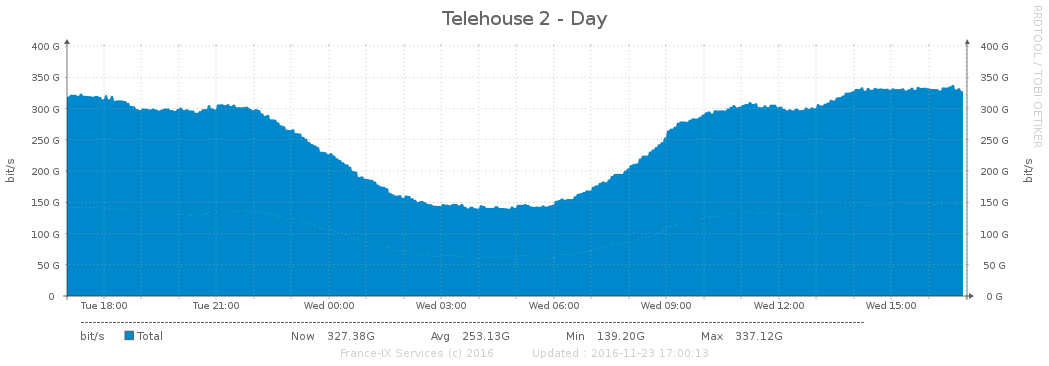 Telehouse 2 - Day
RRDTOOL / TOBI OETIKER
400 G 400 G
350 G 350 G
300 G 300 G
250 G 250 G
200 G 200 G
150 G 150 G
100 G 100 G
50 G 50 G
0 0 G
bit/s
bit/s
Tue 18:00 Tue 21:00 Wed 00:00 Wed 03:00 Wed 06:00 Wed 09:00 Wed 12:00 Wed 15:00
bit/s Total Now 327.38G Avg 253.13G Min 139.20G Max 337.12G
France-IX Services (c) 2016 Updated : 2016-11-23 17:00:13